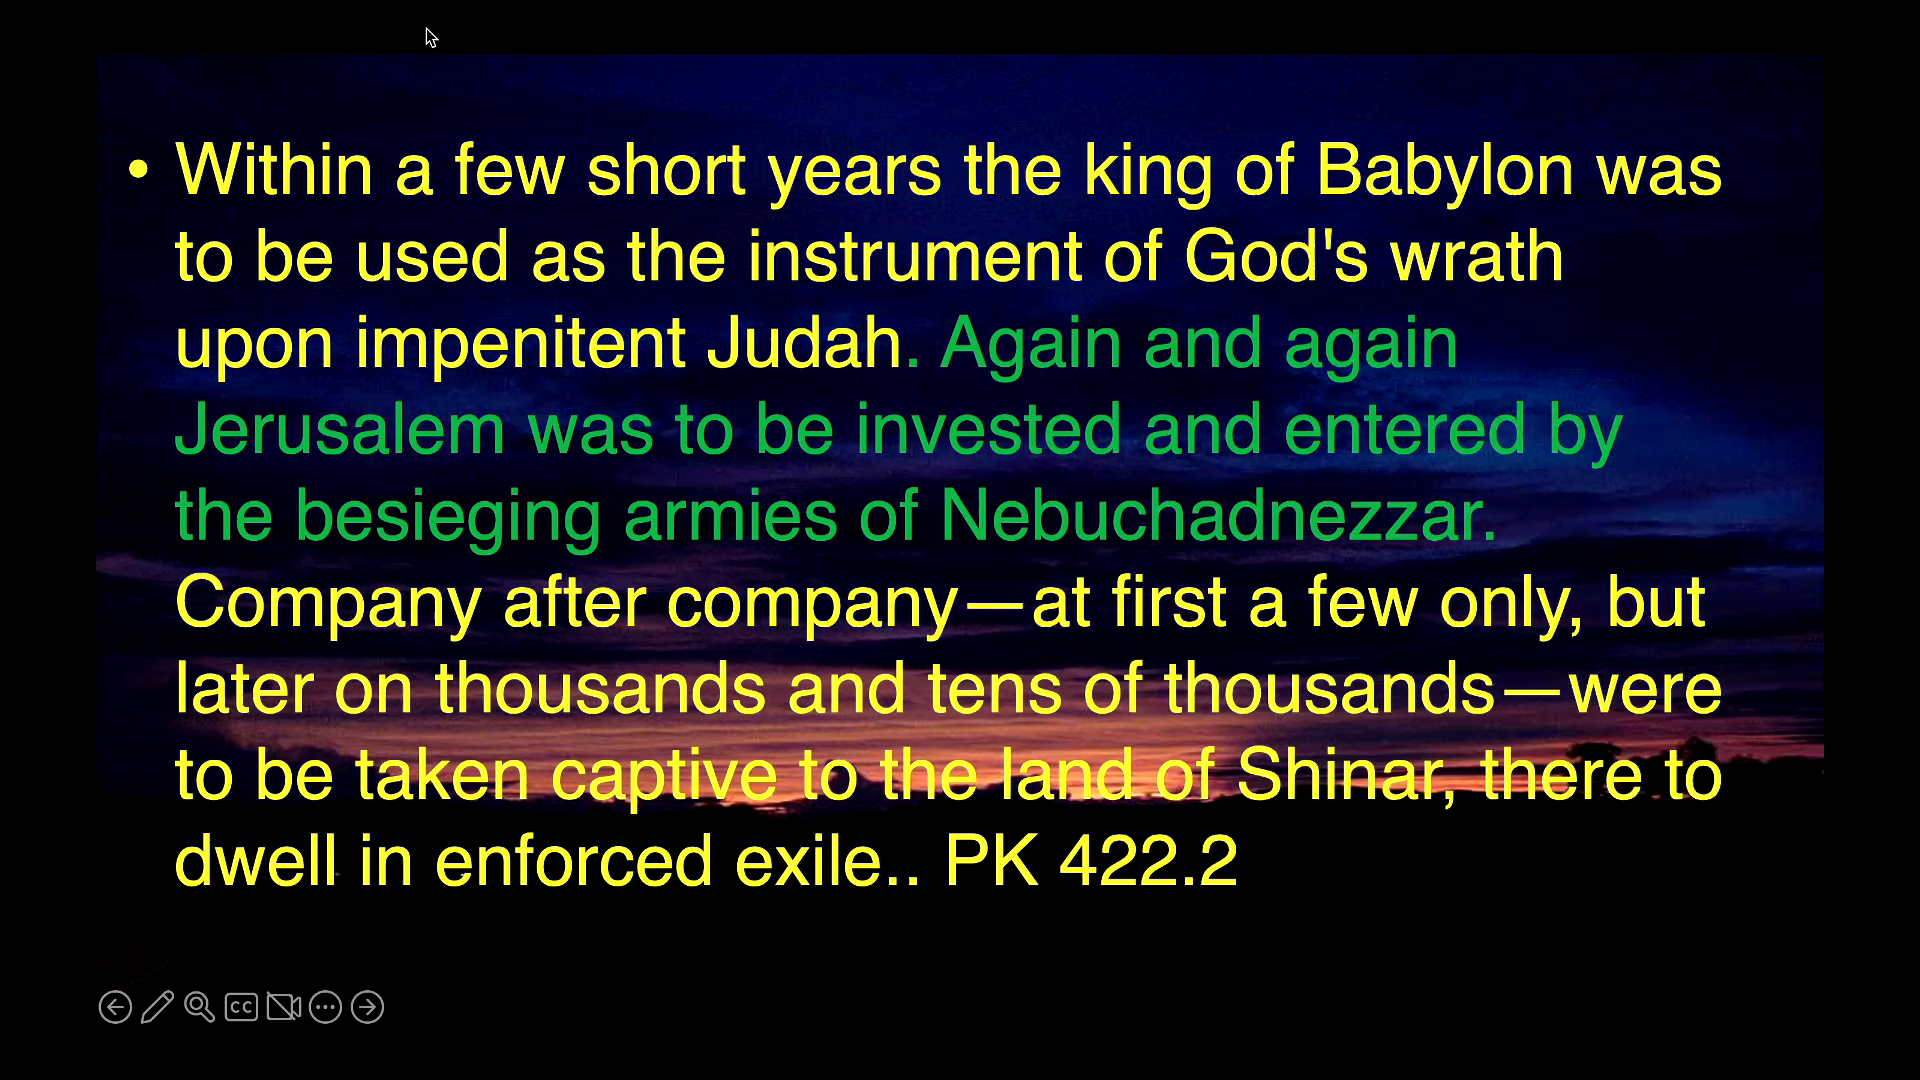 • Within a few short years the king of Babylon was
to be used as the instrument of God's wrath
upon impenitent Judah. Again and again
Jerusalem was to be invested and entered by
the besieging armies of Nebuchadnezzar.
Company after company—at first a few only, but
later on thousands and tens of thousands—were
to be taken captive to the land of Shinar, there to
dwell in enforced exile.. PK 422.2
CC